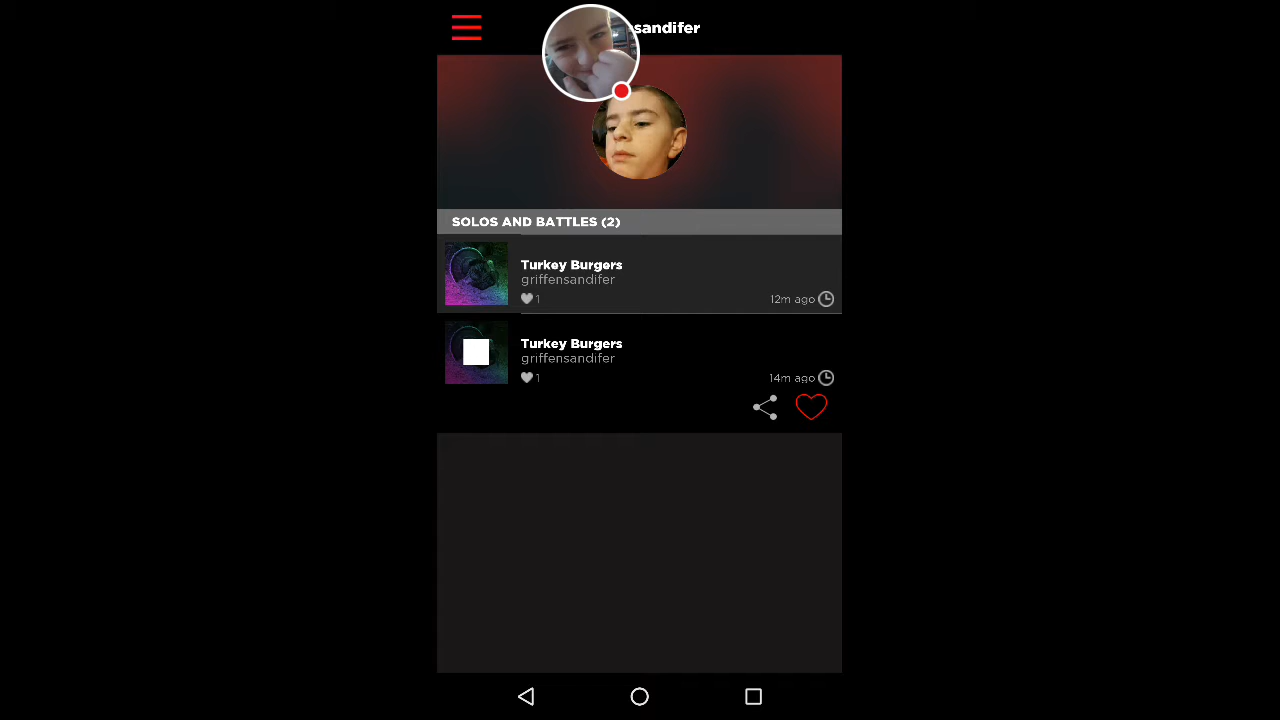 sandifer
SOLOS AND BATTLES (2)
Turkey Burgers
griffensandifer
1
12m ago
Turkey Burgers
griffensandifer
1
14m ago